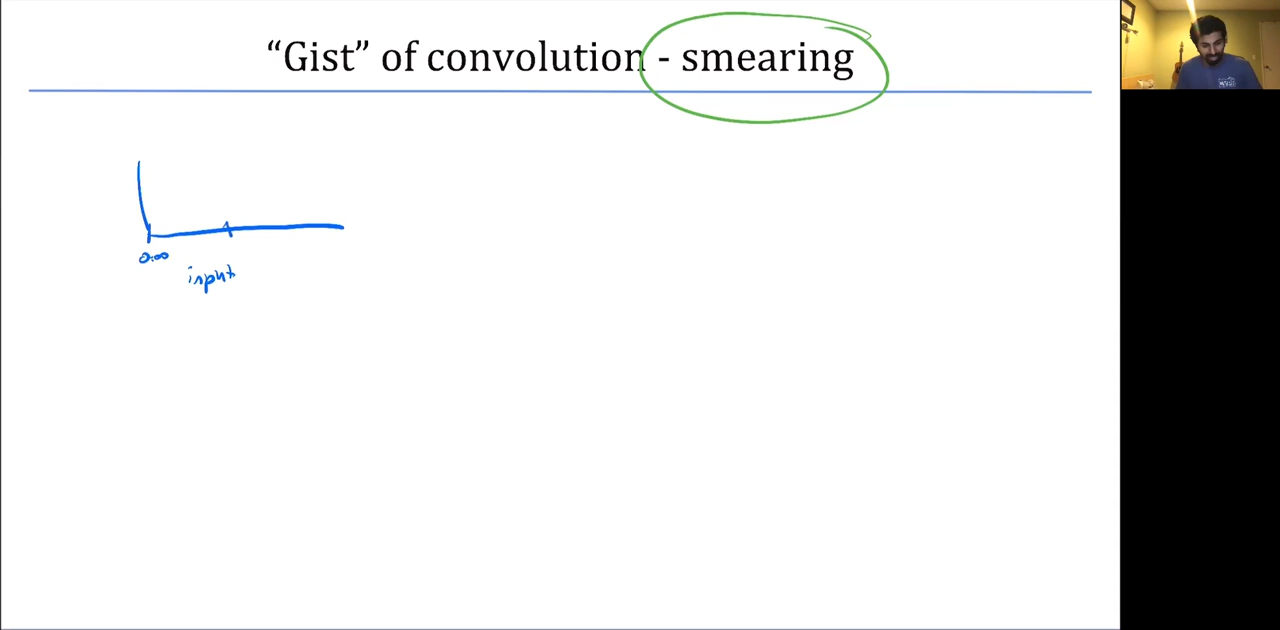 “Gist” of convolution - smearing
0:00
input